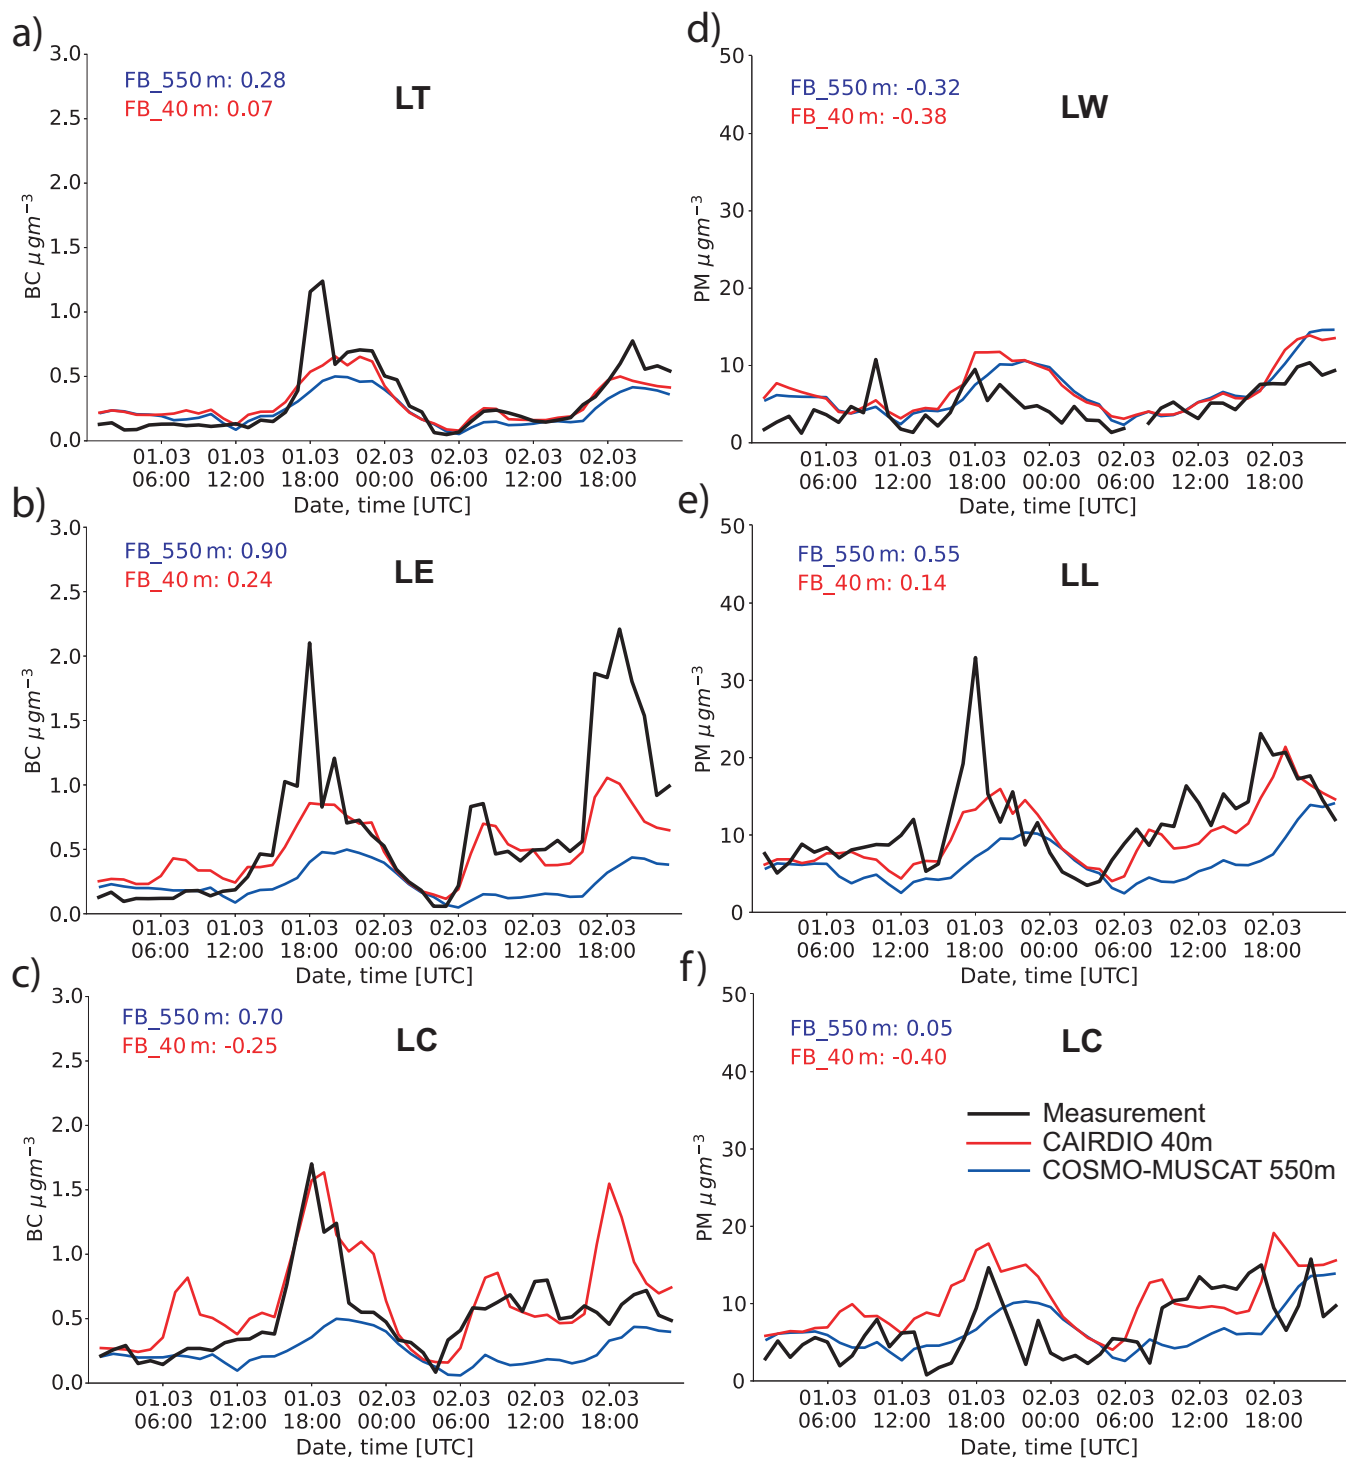 a)
3.0
2.5
2.0
1.5
1.0
0.5
0.0
BC μ gm⁻³
FB_550 m: 0.28
FB_40 m: 0.07
LT
01.03 01.03 01.03 02.03 02.03 02.03 02.03
06:00 12:00 18:00 00:00 06:00 12:00 18:00
Date, time [UTC]
b)
3.0
2.5
2.0
1.5
1.0
0.5
0.0
BC μ gm⁻³
FB_550 m: 0.90
FB_40 m: 0.24
LE
01.03 01.03 01.03 02.03 02.03 02.03 02.03
06:00 12:00 18:00 00:00 06:00 12:00 18:00
Date, time [UTC]
c)
3.0
2.5
2.0
1.5
1.0
0.5
0.0
BC μ gm⁻³
FB_550 m: 0.70
FB_40 m: -0.25
LC
01.03 01.03 01.03 02.03 02.03 02.03 02.03
06:00 12:00 18:00 00:00 06:00 12:00 18:00
Date, time [UTC]
d)
50
40
30
20
10
0
PM μ gm⁻³
FB_550 m: -0.32
FB_40 m: -0.38
LW
01.03 01.03 01.03 02.03 02.03 02.03 02.03
06:00 12:00 18:00 00:00 06:00 12:00 18:00
Date, time [UTC]
e)
50
40
30
20
10
0
PM μ gm⁻³
FB_550 m: 0.55
FB_40 m: 0.14
LL
01.03 01.03 01.03 02.03 02.03 02.03 02.03
06:00 12:00 18:00 00:00 06:00 12:00 18:00
Date, time [UTC]
f)
50
40
30
20
10
0
PM μ gm⁻³
FB_550 m: 0.05
FB_40 m: -0.40
LC
Measurement
CAIRDIO 40m
COSMO-MUSCAT 550m
01.03 01.03 01.03 02.03 02.03 02.03 02.03
06:00 12:00 18:00 00:00 06:00 12:00 18:00
Date, time [UTC]